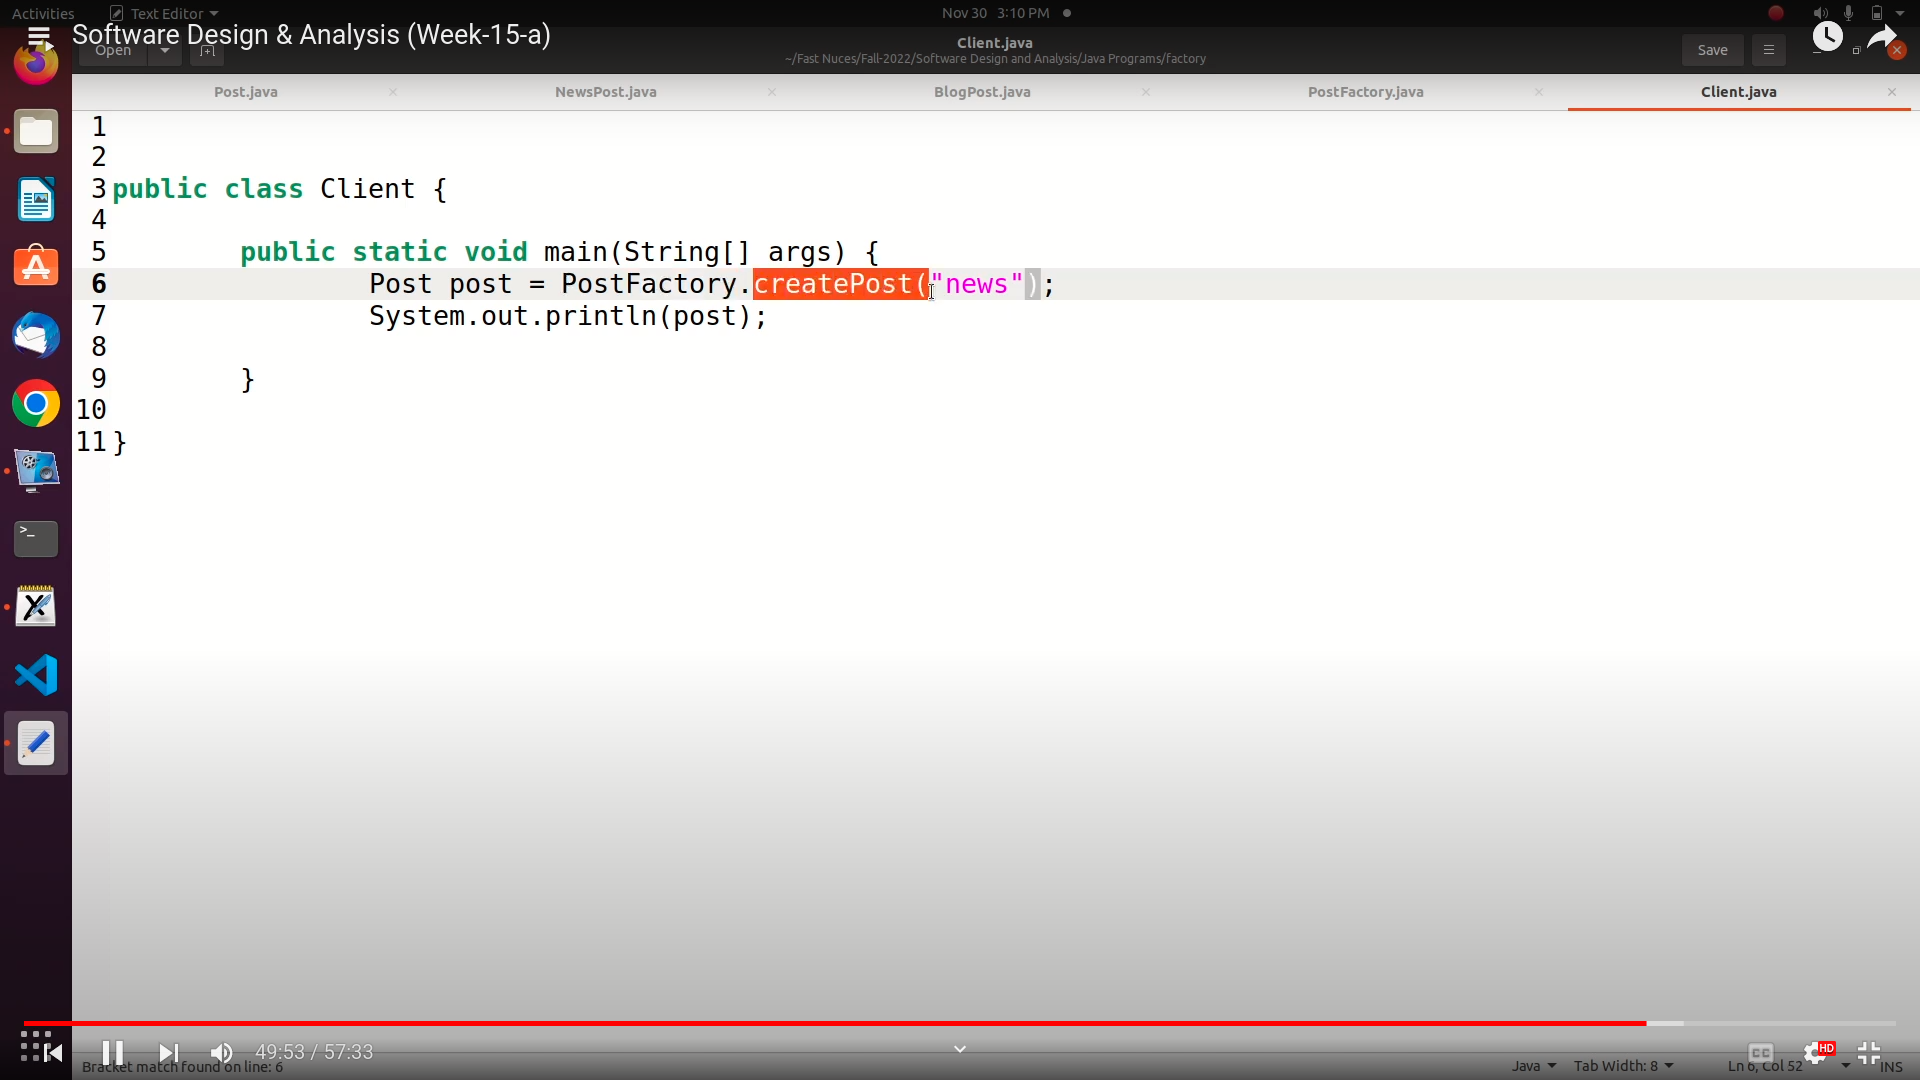 Activities Text Editor Nov 30 3:10 PM
Software Design & Analysis (Week-15-a)
Open Client.java Save
~/Fast Nuces/Fall-2022/Software Design and Analysis/Java Programs/factory
Post.java NewsPost.java BlogPost.java PostFactory.java Client.java
1
2
3 public class Client {
4
5 public static void main(String[] args) {
6 Post post = PostFactory.createPost("news");
7 System.out.println(post);
8
9 }
10
11 }
49:53 / 57:33 CC HD
Bracket match found on line: 6 Java Tab Width: 8 Ln 6, Col 52 INS